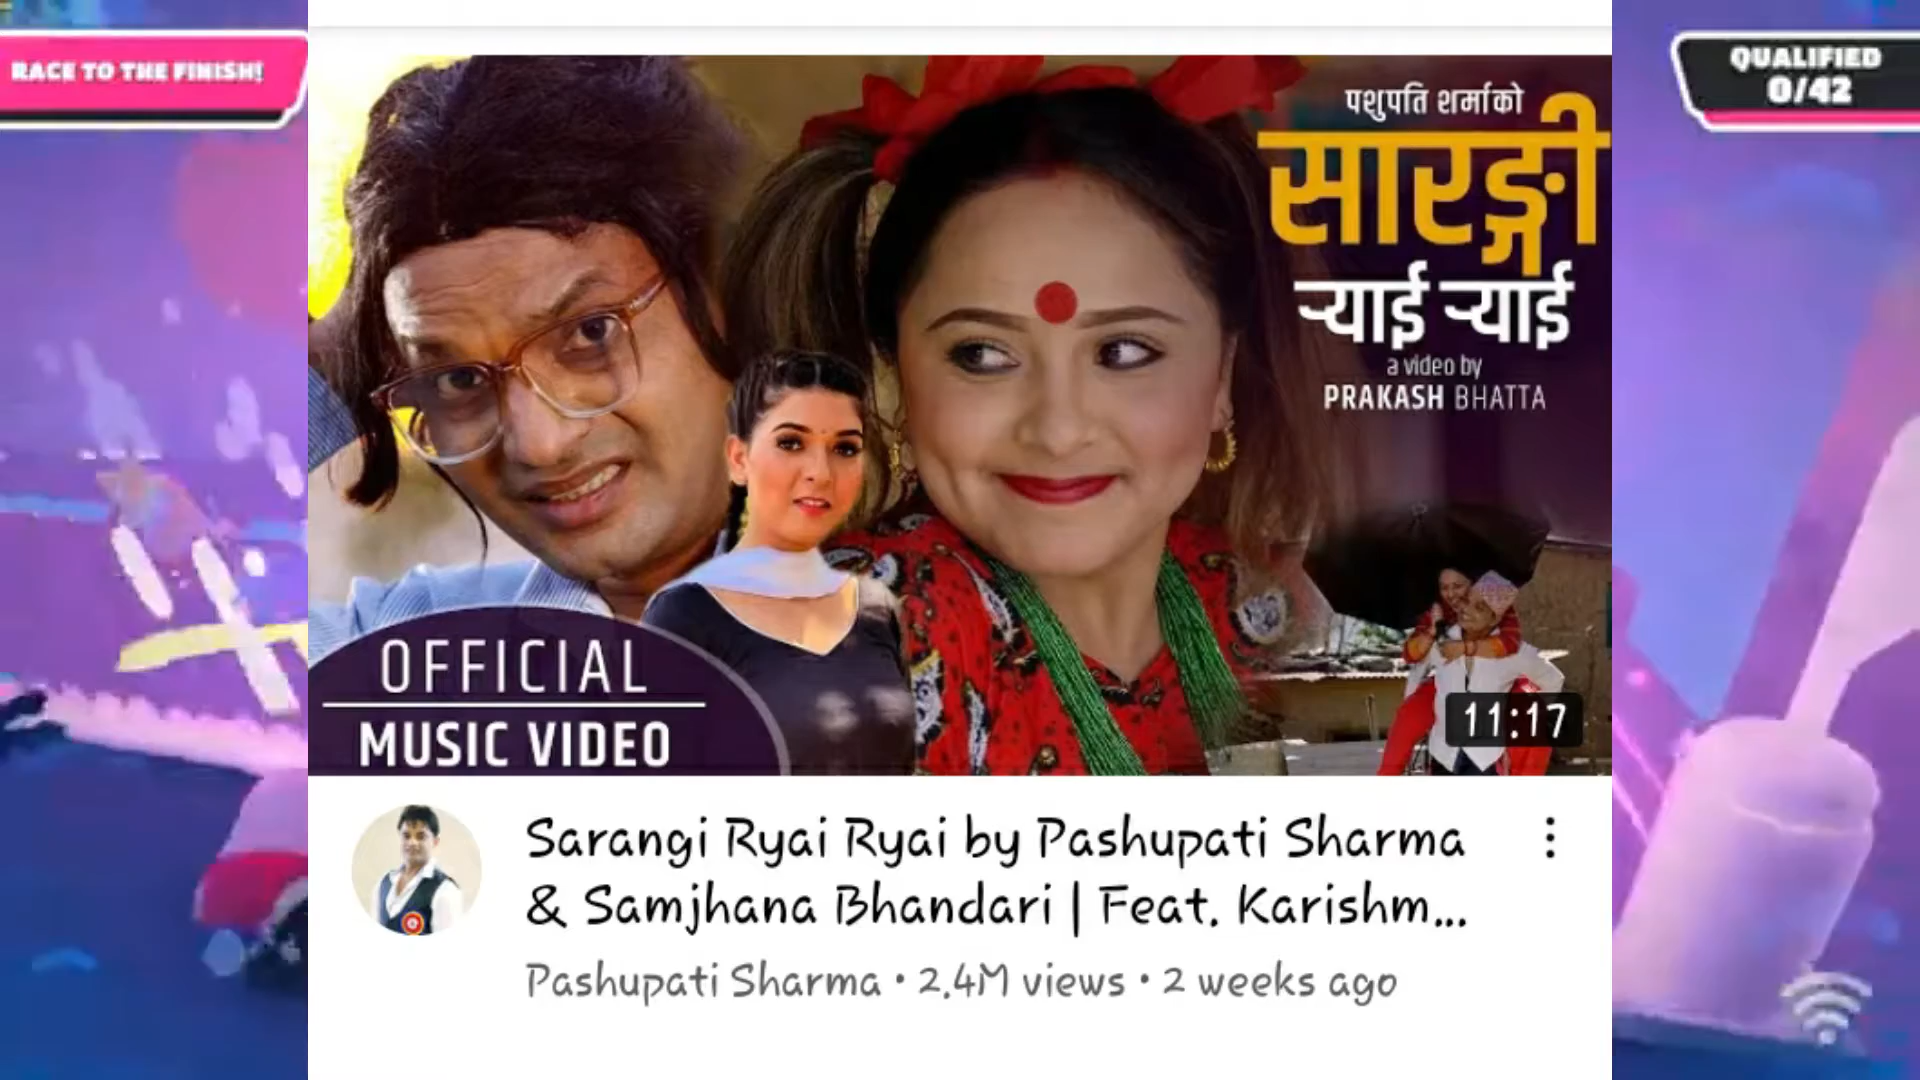 RACE TO THE FINISH!
QUALIFIED
0/42
पशुपति शर्माको
सारङ्गी
र्‍याई र्‍याई
a video by
PRAKASH BHATTA
OFFICIAL
MUSIC VIDEO
11:17
Sarangi Ryai Ryai by Pashupati Sharma
& Samjhana Bhandari | Feat. Karishm...
Pashupati Sharma • 2.4M views • 2 weeks ago